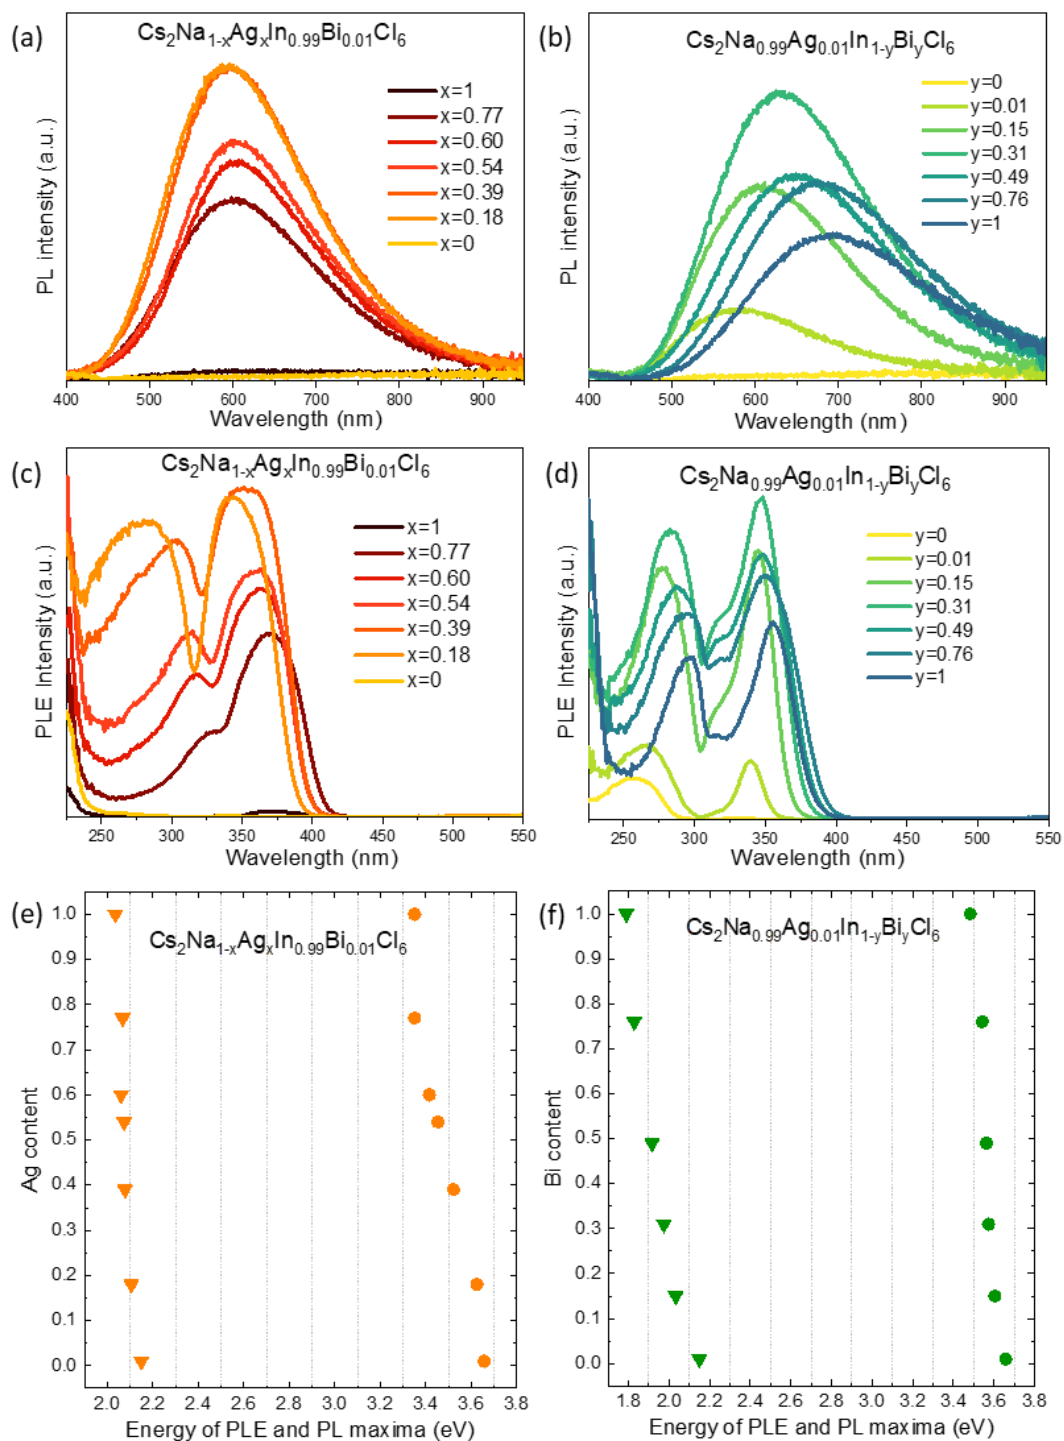 (a)
Cs2Na1-xAgxIn0.99Bi0.01Cl6
x=1
x=0.77
x=0.60
x=0.54
x=0.39
x=0.18
x=0
PL intensity (a.u.)
400 500 600 700 800 900
Wavelength (nm)
(b)
Cs2Na0.99Ag0.01In1-yBiyCl6
y=0
y=0.01
y=0.15
y=0.31
y=0.49
y=0.76
y=1
PL intensity (a.u.)
400 500 600 700 800 900
Wavelength (nm)
(c)
Cs2Na1-xAgxIn0.99Bi0.01Cl6
x=1
x=0.77
x=0.60
x=0.54
x=0.39
x=0.18
x=0
PLE Intensity (a.u.)
250 300 350 400 450 500 550
Wavelength (nm)
(d)
Cs2Na0.99Ag0.01In1-yBiyCl6
y=0
y=0.01
y=0.15
y=0.31
y=0.49
y=0.76
y=1
PLE Intensity (a.u.)
250 300 350 400 450 500 550
Wavelength (nm)
(e)
Cs2Na1-xAgxIn0.99Bi0.01Cl6
1.0
0.9
0.8
0.7
0.6
0.5
0.4
0.3
0.2
0.1
0.0
Ag content
2.0 2.2 2.4 2.6 2.8 3.0 3.2 3.4 3.6 3.8
Energy of PLE and PL maxima (eV)
(f)
Cs2Na0.99Ag0.01In1-yBiyCl6
1.0
0.9
0.8
0.7
0.6
0.5
0.4
0.3
0.2
0.1
0.0
Bi content
1.8 2.0 2.2 2.4 2.6 2.8 3.0 3.2 3.4 3.6 3.8
Energy of PLE and PL maxima (eV)